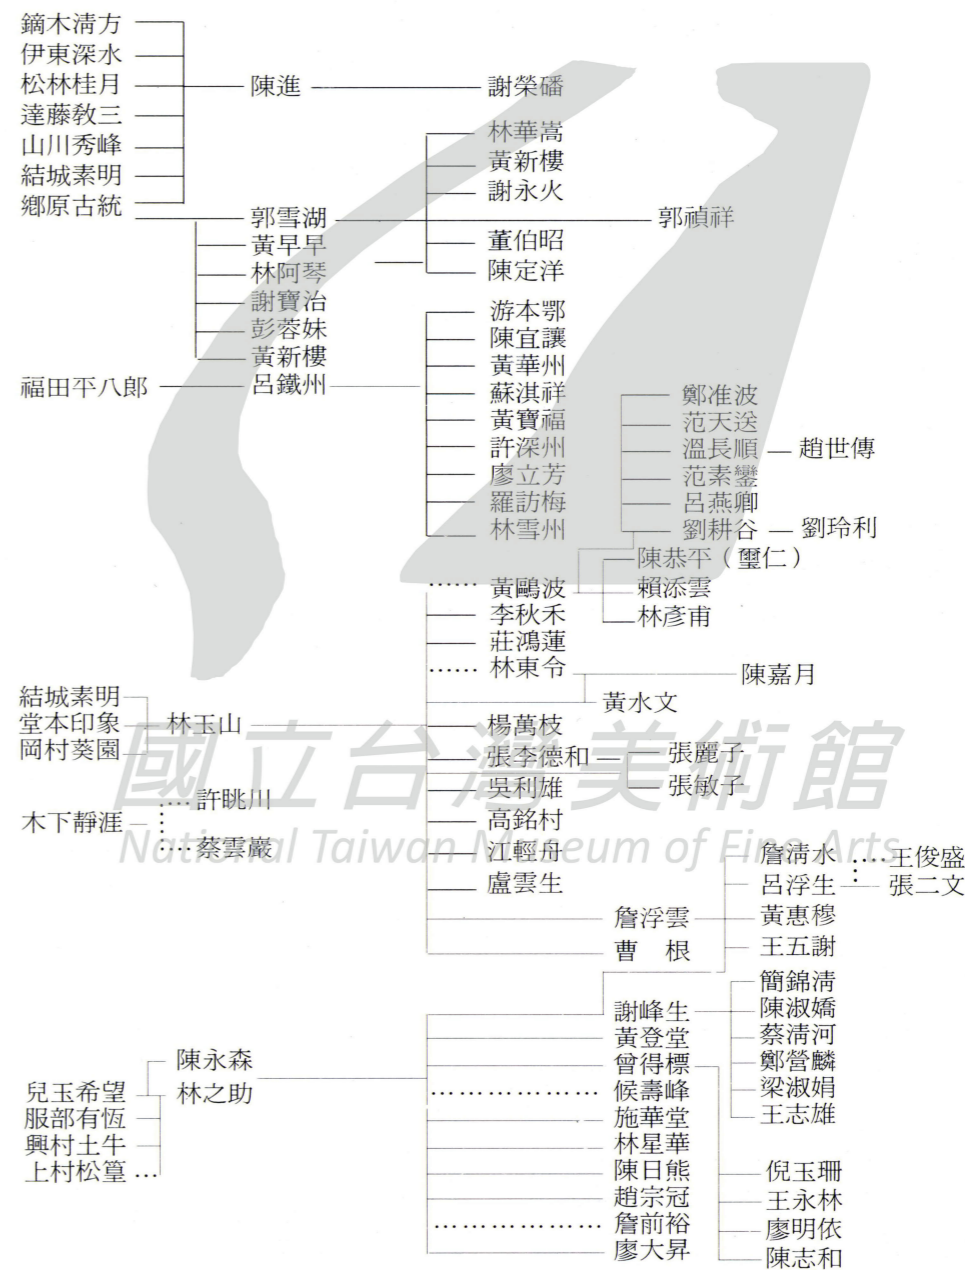 鏑木清方
伊東深水
松林桂月
達藤敎三
山川秀峰
結城素明
鄉原古統
陳進
謝榮磻
林華嵩
黃新樓
謝永火
郭雪湖
郭禎祥
黃早早
林阿琴
謝寶治
彭蓉妹
黃新樓
董伯昭
陳定洋
福田平八郎
呂鐵州
游本鄂
陳宜讓
黃華州
蘇淇祥
黃寶福
許深州
廖立芳
羅訪梅
林雪州
鄭准波
范天送
溫長順
趙世傳
范素鑾
呂燕卿
劉耕谷
劉玲利
陳恭平（璽仁）
賴添雲
林彥甫
黃鷗波
李秋禾
莊鴻蓮
林東令
陳嘉月
黃水文
結城素明
堂本印象
岡村葵園
林玉山
楊萬枝
張李德和
張麗子
張敏子
吳利雄
高銘村
江輕舟
盧雲生
國立台灣美術館
National Taiwan Museum of Fine Arts
木下靜涯
許眺川
蔡雲巖
詹浮雲
曹 根
詹清水
王俊盛
呂浮生
張二文
黃惠穆
王五謝
謝峰生
黃登堂
曾得標
候壽峰
施華堂
林星華
陳日熊
趙宗冠
詹前裕
廖大昇
簡錦清
陳淑嬌
蔡清河
鄭營麟
梁淑娟
王志雄
倪玉珊
王永林
廖明依
陳志和
陳永森
林之助
兒玉希望
服部有恆
興村土牛
上村松篁